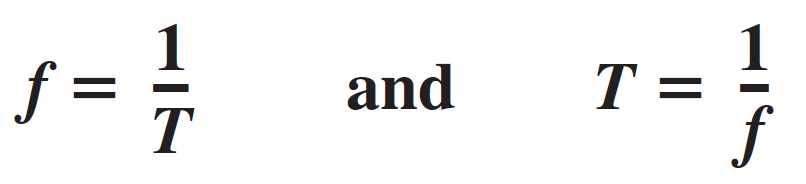 f = 1/T and T = 1/f